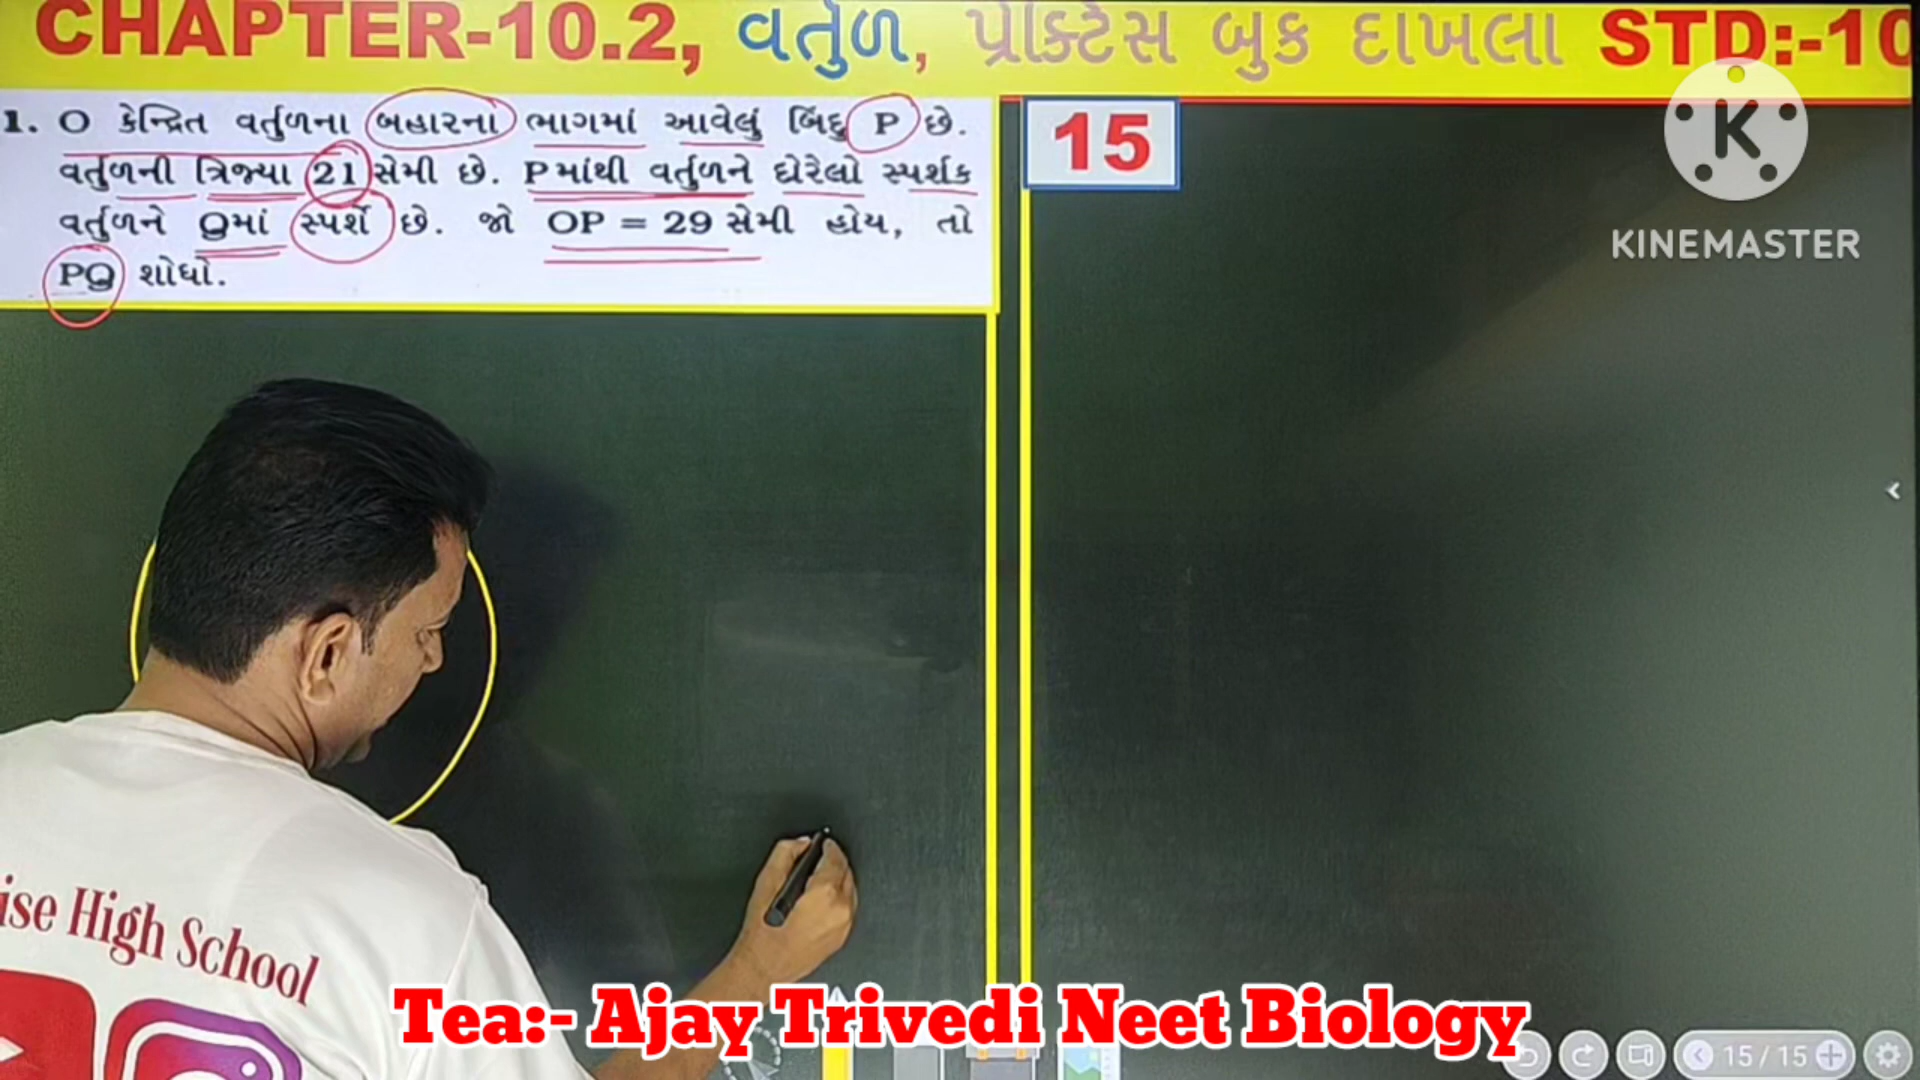 CHAPTER-10.2, વર્તુળ, પ્રેક્ટિસ બુક દાખલા STD:-10
1. O કેન્દ્રિત વર્તુળના બહારના ભાગમાં આવેલું બિંદુ P છે.
વર્તુળની ત્રિજ્યા 21 સેમી છે. Pમાંથી વર્તુળને દોરેલો સ્પર્શક
વર્તુળને Qમાં સ્પર્શે છે. જો OP = 29 સેમી હોય, તો
PQ શોધો.
15
K
KINEMASTER
ise High School
Tea:- Ajay Trivedi Neet Biology
15/15